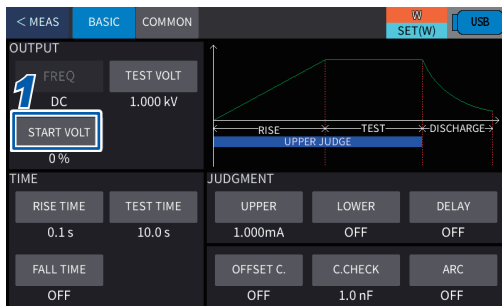 < MEAS BASIC COMMON W SET(W) USB
OUTPUT
FREQ TEST VOLT
DC 1.000 kV
1
START VOLT
0 %
RISE TEST DISCHARGE
UPPER JUDGE
TIME
RISE TIME TEST TIME
0.1 s 10.0 s
FALL TIME
OFF
JUDGMENT
UPPER LOWER DELAY
1.000mA OFF OFF
OFFSET C. C.CHECK ARC
OFF 1.0 nF OFF